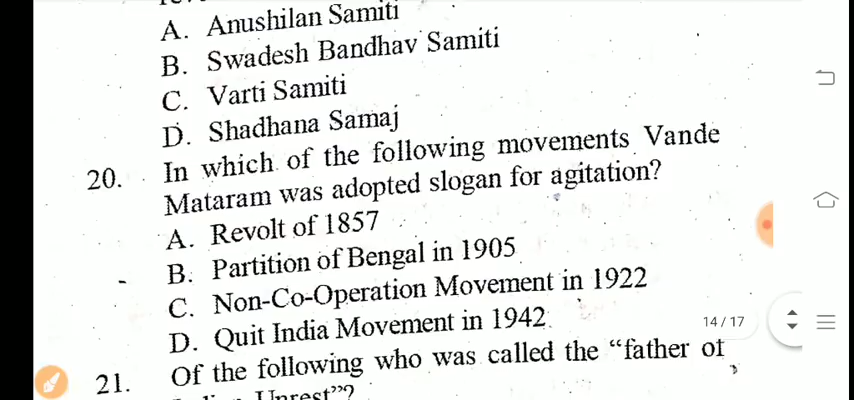 A. Anushilan Samiti
B. Swadesh Bandhav Samiti
C. Varti Samiti
D. Shadhana Samaj
20. In which of the following movements Vande
Mataram was adopted slogan for agitation?
A. Revolt of 1857
B. Partition of Bengal in 1905
C. Non-Co-Operation Movement in 1922
D. Quit India Movement in 1942
14 / 17
21. Of the following who was called the “father of
Unrest”?